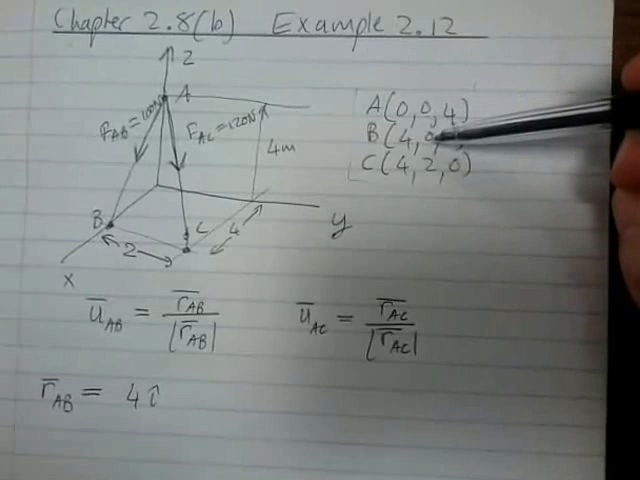 Chapter 2.8(b) Example 2.12
z
A
F_AB=100N
F_AC=120N
4m
A(0,0,4)
B(4,0,
C(4,2,0)
B
C
2
4
y
x
ū_AB = r̄_AB / |r̄_AB|
ū_AC = r̄_AC / |r̄_AC|
r̄_AB = 4î